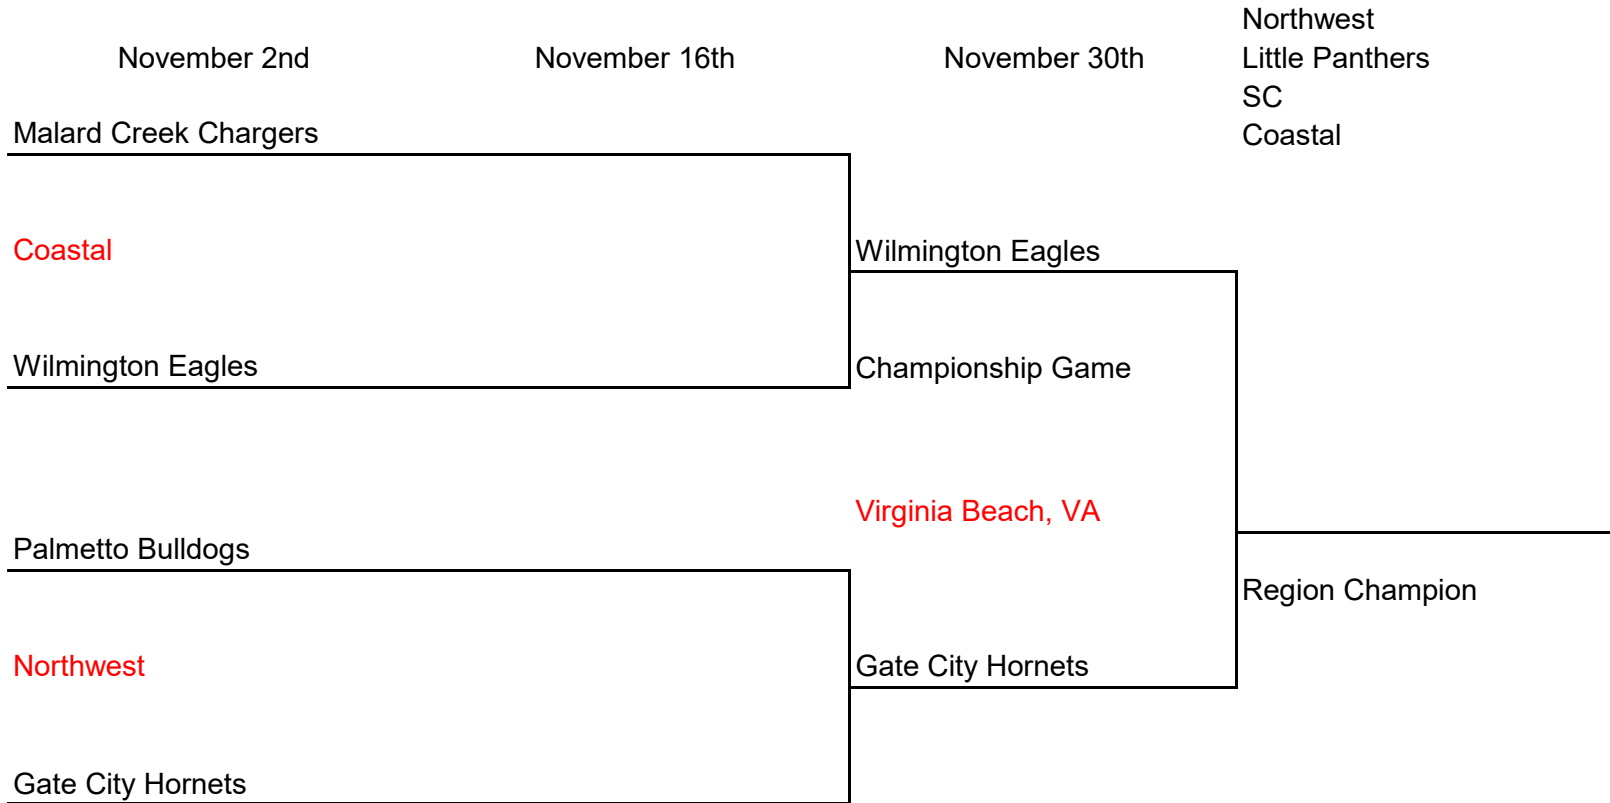 Northwest
November 2nd November 16th November 30th Little Panthers
SC
Malard Creek Chargers Coastal
Coastal Wilmington Eagles
Wilmington Eagles Championship Game
Virginia Beach, VA
Palmetto Bulldogs
Region Champion
Northwest Gate City Hornets
Gate City Hornets